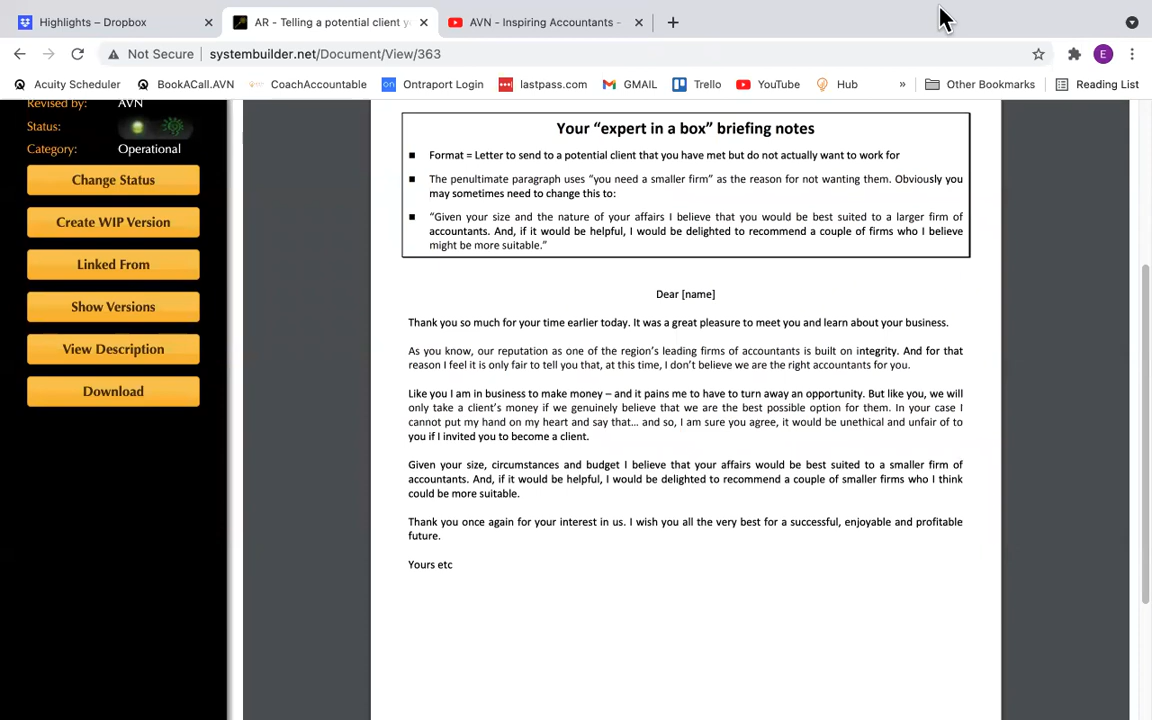 Highlights – Dropbox
AR - Telling a potential client y
AVN - Inspiring Accountants -
Not Secure | systembuilder.net/Document/View/363
E
Acuity Scheduler
BookACall.AVN
CoachAccountable
Ontraport Login
lastpass.com
GMAIL
Trello
YouTube
Hub
»
Other Bookmarks
Reading List
Revised by: AVN
Status:
Category: Operational
Change Status
Create WIP Version
Linked From
Show Versions
View Description
Download
Your “expert in a box” briefing notes
■ Format = Letter to send to a potential client that you have met but do not actually want to work for
■ The penultimate paragraph uses “you need a smaller firm” as the reason for not wanting them. Obviously you
may sometimes need to change this to:
■ “Given your size and the nature of your affairs I believe that you would be best suited to a larger firm of
accountants. And, if it would be helpful, I would be delighted to recommend a couple of firms who I believe
might be more suitable.”
Dear [name]
Thank you so much for your time earlier today. It was a great pleasure to meet you and learn about your business.
As you know, our reputation as one of the region’s leading firms of accountants is built on integrity. And for that
reason I feel it is only fair to tell you that, at this time, I don’t believe we are the right accountants for you.
Like you I am in business to make money – and it pains me to have to turn away an opportunity. But like you, we will
only take a client’s money if we genuinely believe that we are the best possible option for them. In your case I
cannot put my hand on my heart and say that… and so, I am sure you agree, it would be unethical and unfair of to
you if I invited you to become a client.
Given your size, circumstances and budget I believe that your affairs would be best suited to a smaller firm of
accountants. And, if it would be helpful, I would be delighted to recommend a couple of smaller firms who I think
could be more suitable.
Thank you once again for your interest in us. I wish you all the very best for a successful, enjoyable and profitable
future.
Yours etc